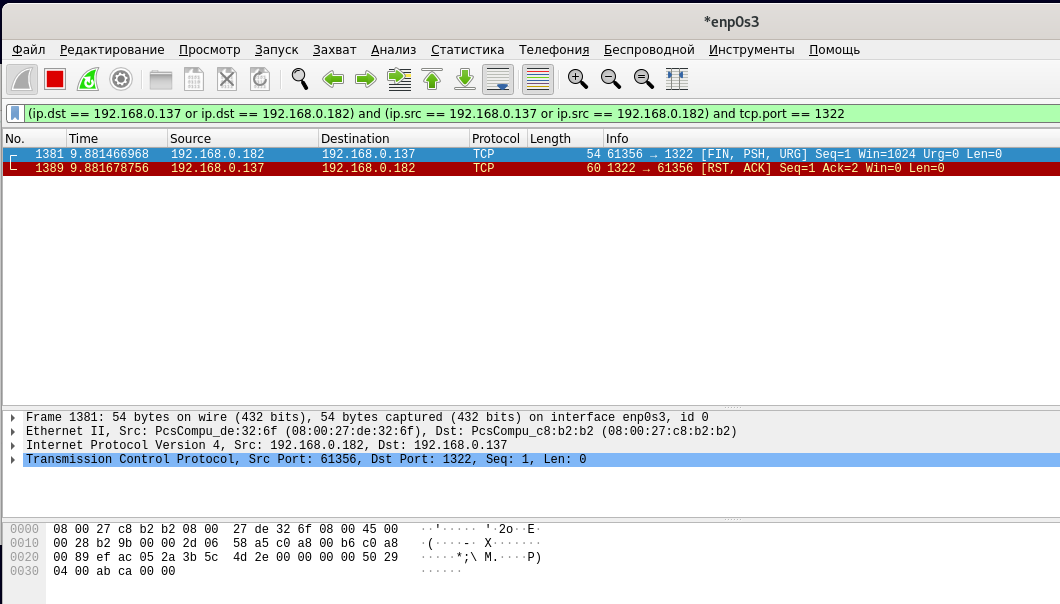 *enp0s3
Файл Редактирование Просмотр Запуск Захват Анализ Статистика Телефония Беспроводной Инструменты Помощь
(ip.dst == 192.168.0.137 or ip.dst == 192.168.0.182) and (ip.src == 192.168.0.137 or ip.src == 192.168.0.182) and tcp.port == 1322
No. Time Source Destination Protocol Length Info
1381 9.881466968 192.168.0.182 192.168.0.137 TCP 54 61356 → 1322 [FIN, PSH, URG] Seq=1 Win=1024 Urg=0 Len=0
1389 9.881678756 192.168.0.137 192.168.0.182 TCP 60 1322 → 61356 [RST, ACK] Seq=1 Ack=2 Win=0 Len=0
Frame 1381: 54 bytes on wire (432 bits), 54 bytes captured (432 bits) on interface enp0s3, id 0
Ethernet II, Src: PcsCompu_de:32:6f (08:00:27:de:32:6f), Dst: PcsCompu_c8:b2:b2 (08:00:27:c8:b2:b2)
Internet Protocol Version 4, Src: 192.168.0.182, Dst: 192.168.0.137
Transmission Control Protocol, Src Port: 61356, Dst Port: 1322, Seq: 1, Len: 0
0000 08 00 27 c8 b2 b2 08 00 27 de 32 6f 08 00 45 00 ··'····· '·2o··E·
0010 00 28 b2 9b 00 00 2d 06 58 a5 c0 a8 00 b6 c0 a8 ·(····-· X·······
0020 00 89 ef ac 05 2a 3b 5c 4d 2e 00 00 00 00 50 29 ·····*;\ M.····P)
0030 04 00 ab ca 00 00 ······